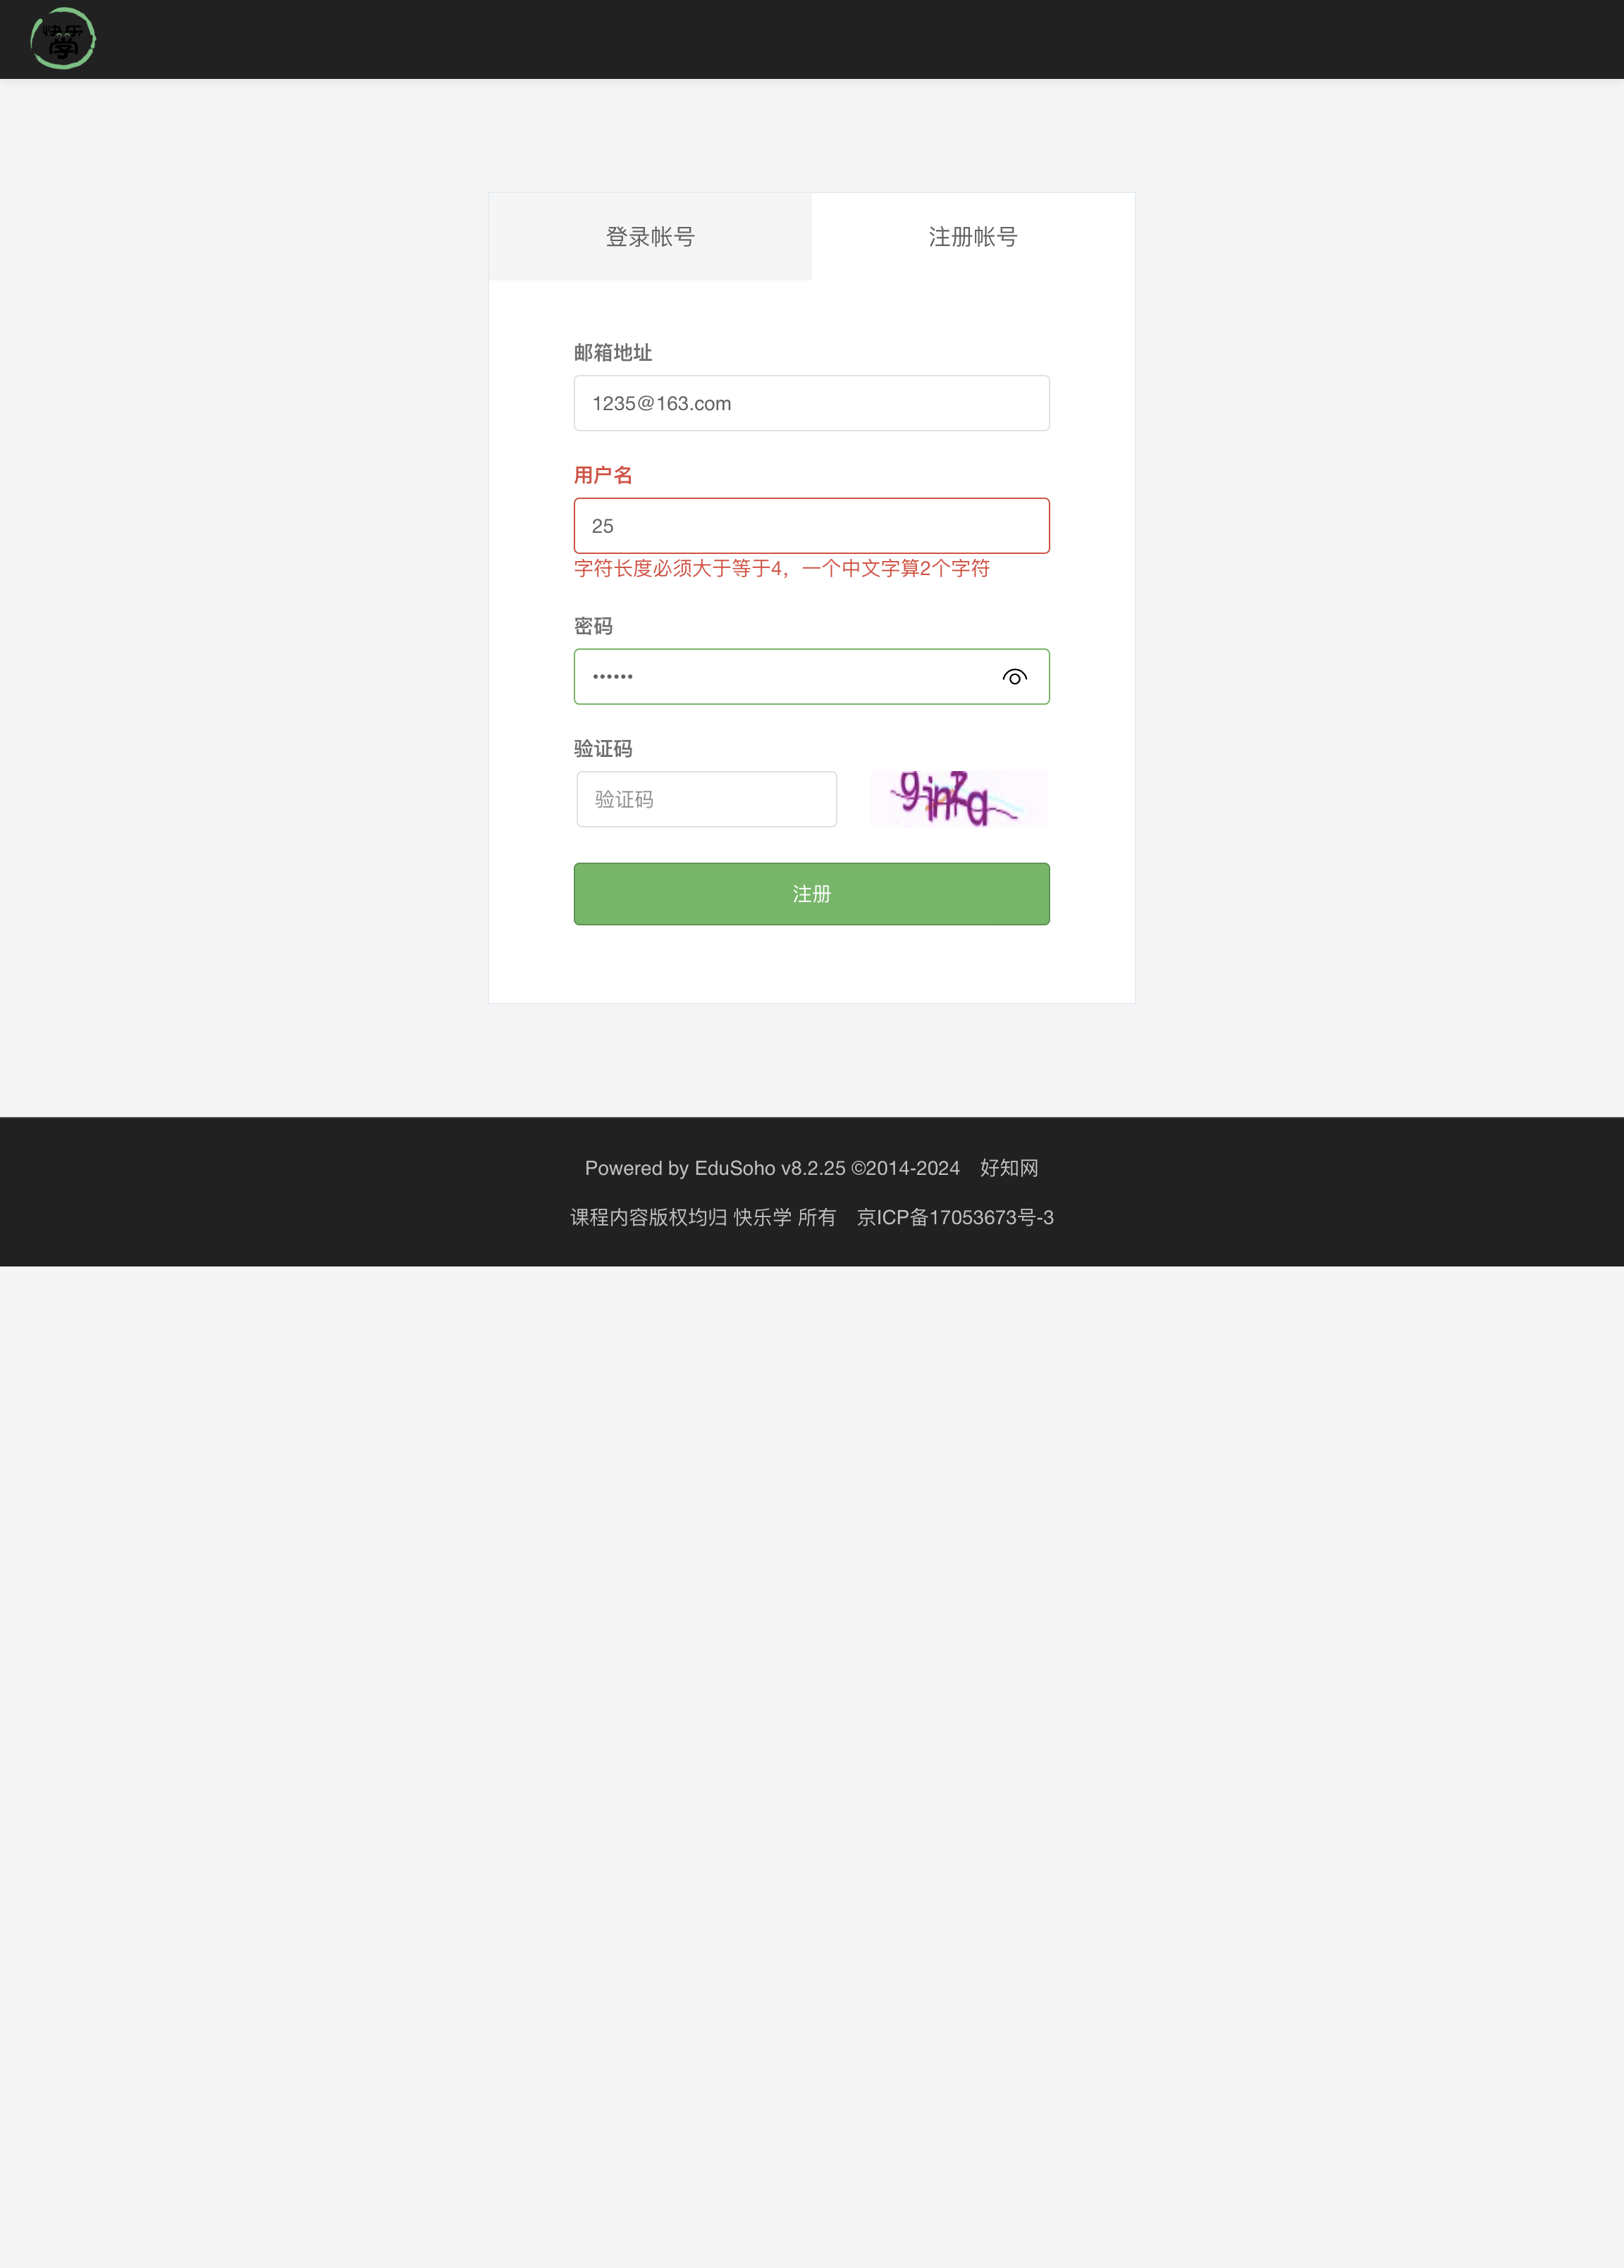 快乐
学
登录帐号
注册帐号
邮箱地址
1235@163.com
用户名
25
字符长度必须大于等于4，一个中文字算2个字符
密码
••••••
验证码
验证码
注册
Powered by EduSoho v8.2.25 ©2014-2024 好知网
课程内容版权均归 快乐学 所有 京ICP备17053673号-3